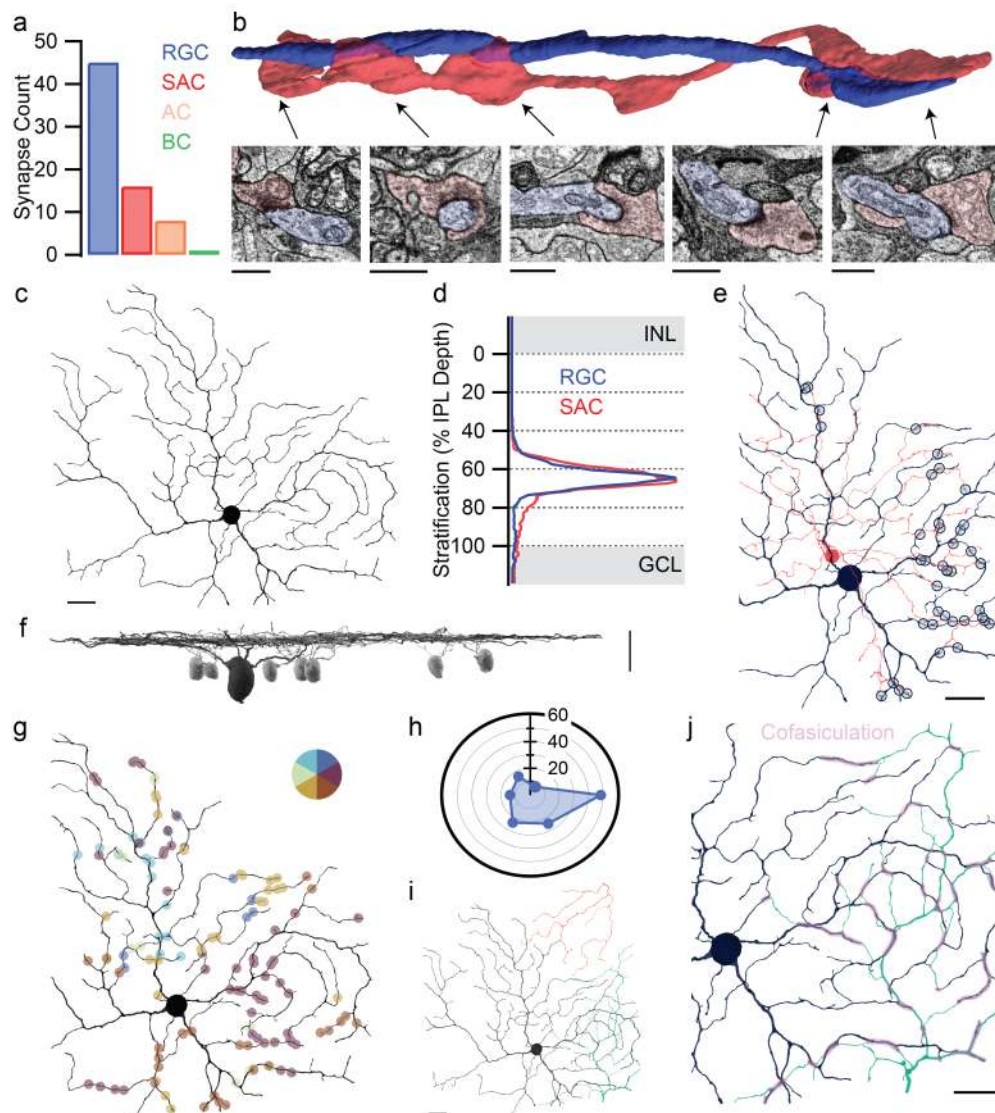 a
50
40
30
20
10
0
Synapse Count
RGC
SAC
AC
BC
b
c
d
Stratification (% IPL Depth)
0
20
40
60
80
100
INL
RGC
SAC
GCL
e
f
g
h
60
40
20
i
j
Cofasiculation